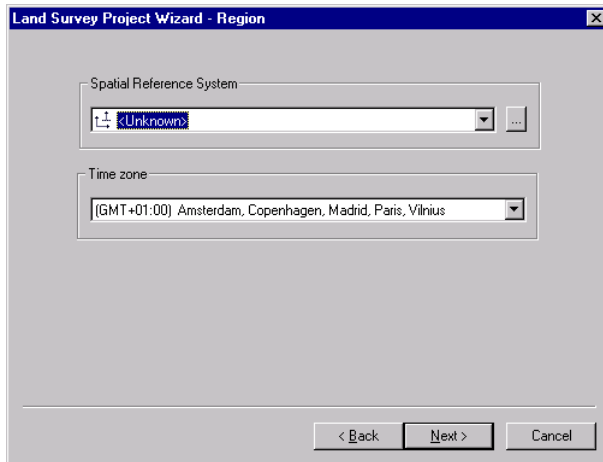 Land Survey Project Wizard - Region
Spatial Reference System
<Unknown>
...
Time zone
(GMT+01:00) Amsterdam, Copenhagen, Madrid, Paris, Vilnius
< Back
Next >
Cancel